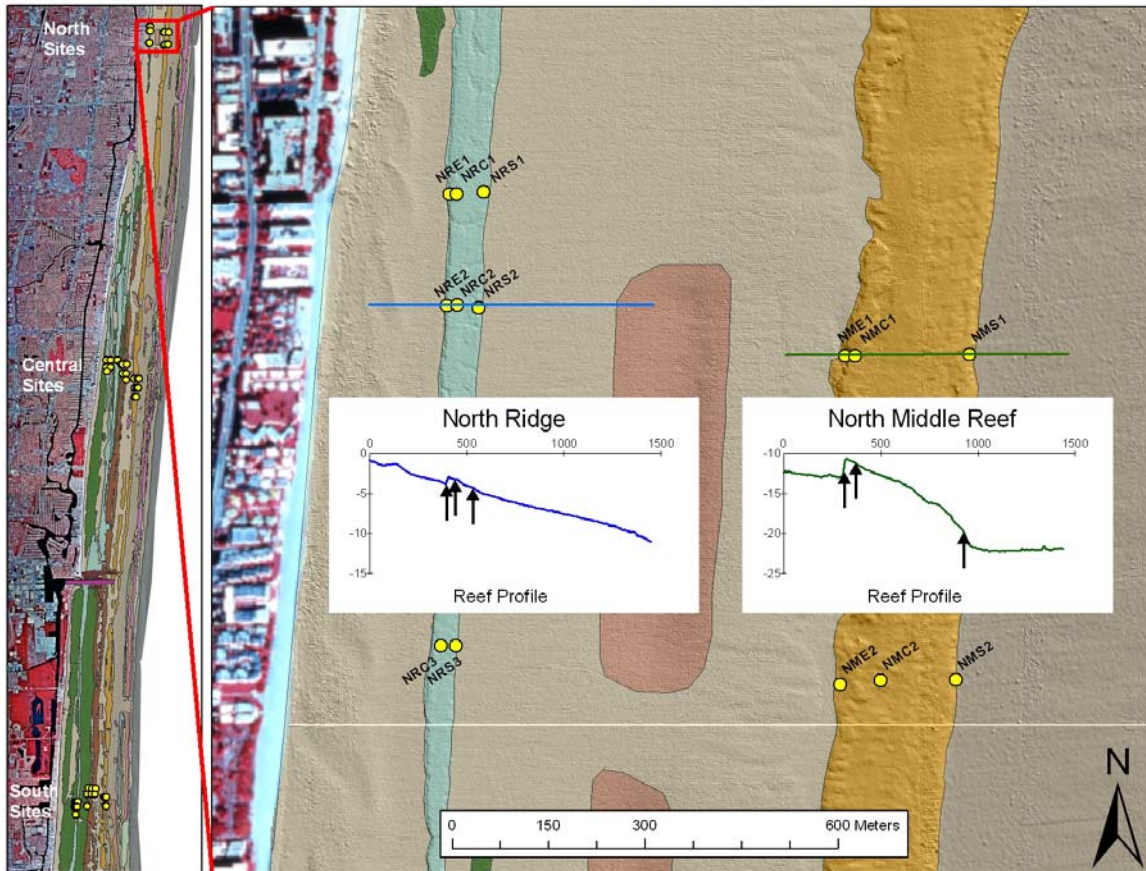 North
Sites
Central
Sites
South
Sites
NRE1
NRC1
NRS1
NRE2
NRC2
NRS2
NME1
NMC1
NMS1
North Ridge
0
500
1000
1500
0
-5
-10
-15
Reef Profile
North Middle Reef
0
500
1000
1500
-10
-15
-20
-25
Reef Profile
NRC3
NRS3
NME2
NMC2
NMS2
N
0
150
300
600 Meters